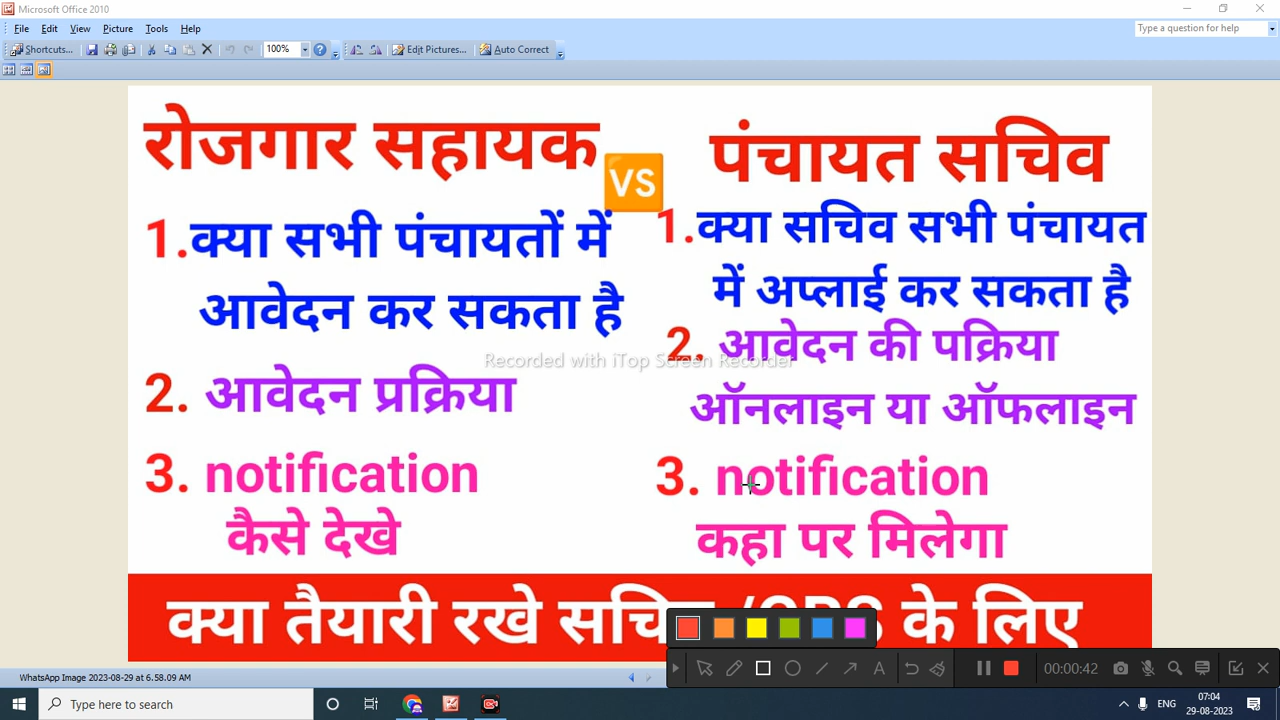 Microsoft Office 2010
File Edit View Picture Tools Help
Type a question for help
Shortcuts... 100% Edit Pictures... Auto Correct
रोजगार सहायक
VS
पंचायत सचिव
1.क्या सभी पंचायतों में
आवेदन कर सकता है
2. आवेदन प्रक्रिया
3. notification
कैसे देखे
1.क्या सचिव सभी पंचायत
में अप्लाई कर सकता है
2. आवेदन की पक्रिया
ऑनलाइन या ऑफलाइन
3. notification
कहा पर मिलेगा
Recorded with iTop Screen Recorder
क्या तैयारी रखे के लिए
00:00:42
WhatsApp Image 2023-08-29 at 6.58.09 AM
Type here to search
ENG
07:04
29-08-2023